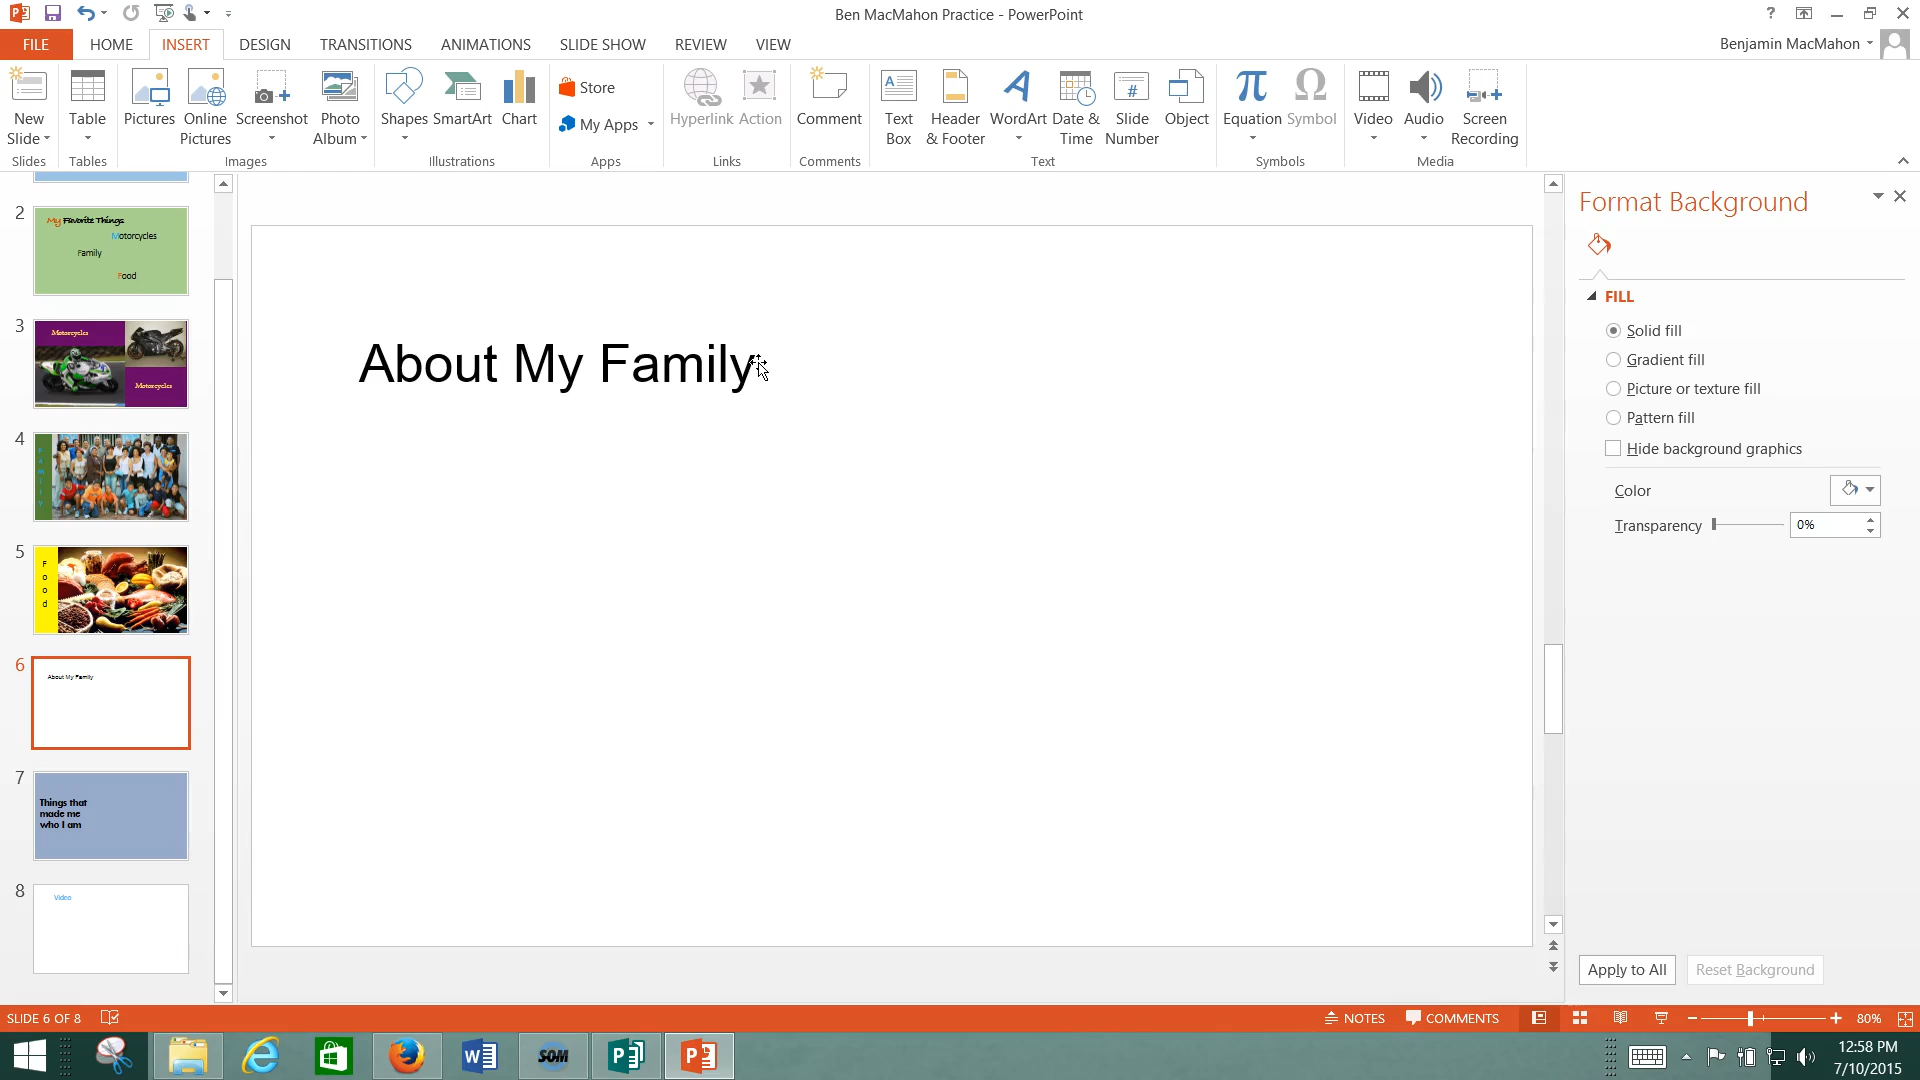 Ben MacMahon Practice - PowerPoint
?
FILE
HOME
INSERT
DESIGN
TRANSITIONS
ANIMATIONS
SLIDE SHOW
REVIEW
VIEW
Benjamin MacMahon
New
Slide
Slides
Table
Tables
Pictures
Online
Pictures
Screenshot
Photo
Album
Images
Shapes
SmartArt
Chart
Illustrations
Store
My Apps
Apps
Hyperlink
Action
Links
Comment
Comments
Text
Box
Header
& Footer
WordArt
Date &
Time
Slide
Number
Object
Text
Equation
Symbol
Symbols
Video
Audio
Screen
Recording
Media
2
My Favorite Things
Motorcycles
Family
Food
3
Motorcycles
Motorcycles
4
F
a
m
i
l
y
5
F
o
o
d
6
About My Family
7
Things that
made me
who I am
8
Video
About My Family
Format Background
FILL
Solid fill
Gradient fill
Picture or texture fill
Pattern fill
Hide background graphics
Color
Transparency
0%
Apply to All
Reset Background
SLIDE 6 OF 8
NOTES
COMMENTS
80%
SOM
12:58 PM
7/10/2015